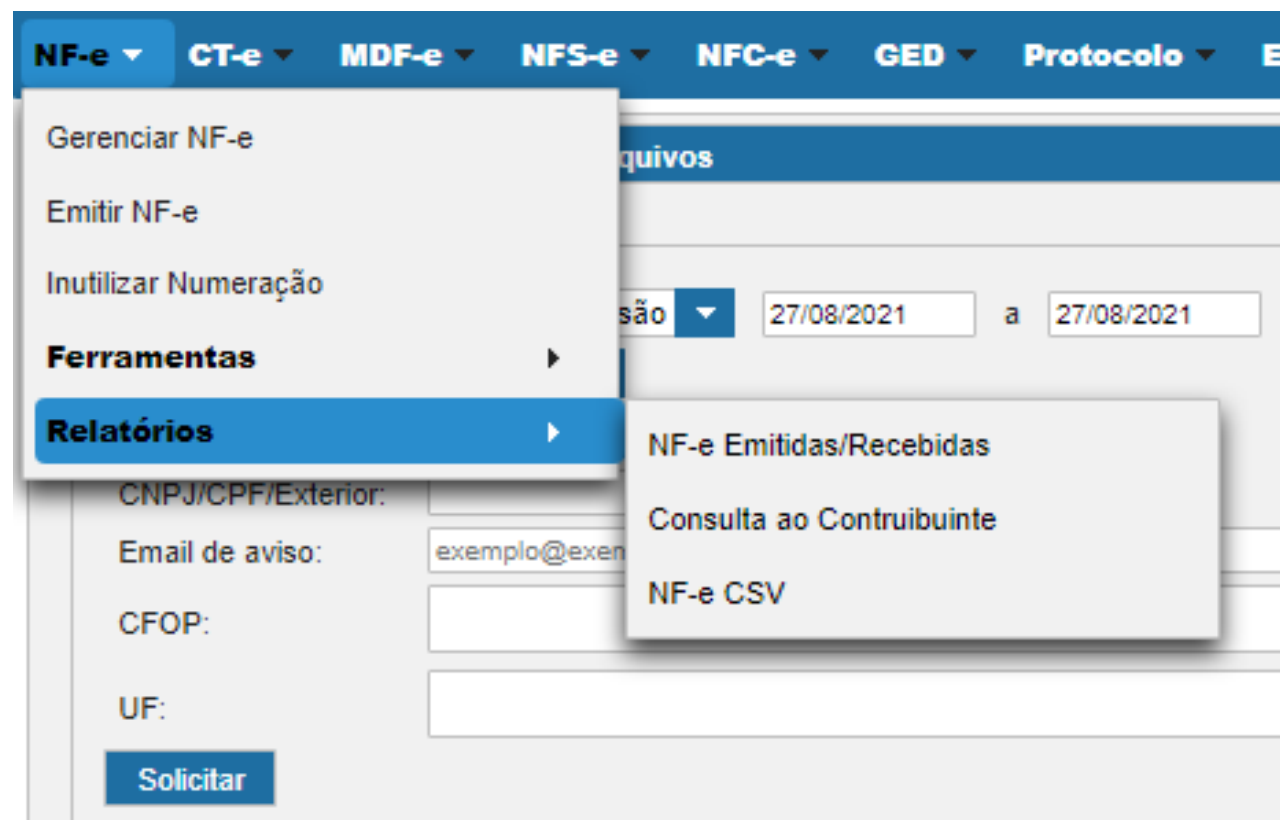 NF-e CT-e MDF-e NFS-e NFC-e GED Protocolo E
Gerenciar NF-e
quivos
Emitir NF-e
Inutilizar Numeração
são 27/08/2021 a 27/08/2021
Ferramentas
Relatórios
NF-e Emitidas/Recebidas
CNPJ/CPF/Exterior:
Consulta ao Contruibuinte
Email de aviso: exemplo@exem
NF-e CSV
CFOP:
UF:
Solicitar